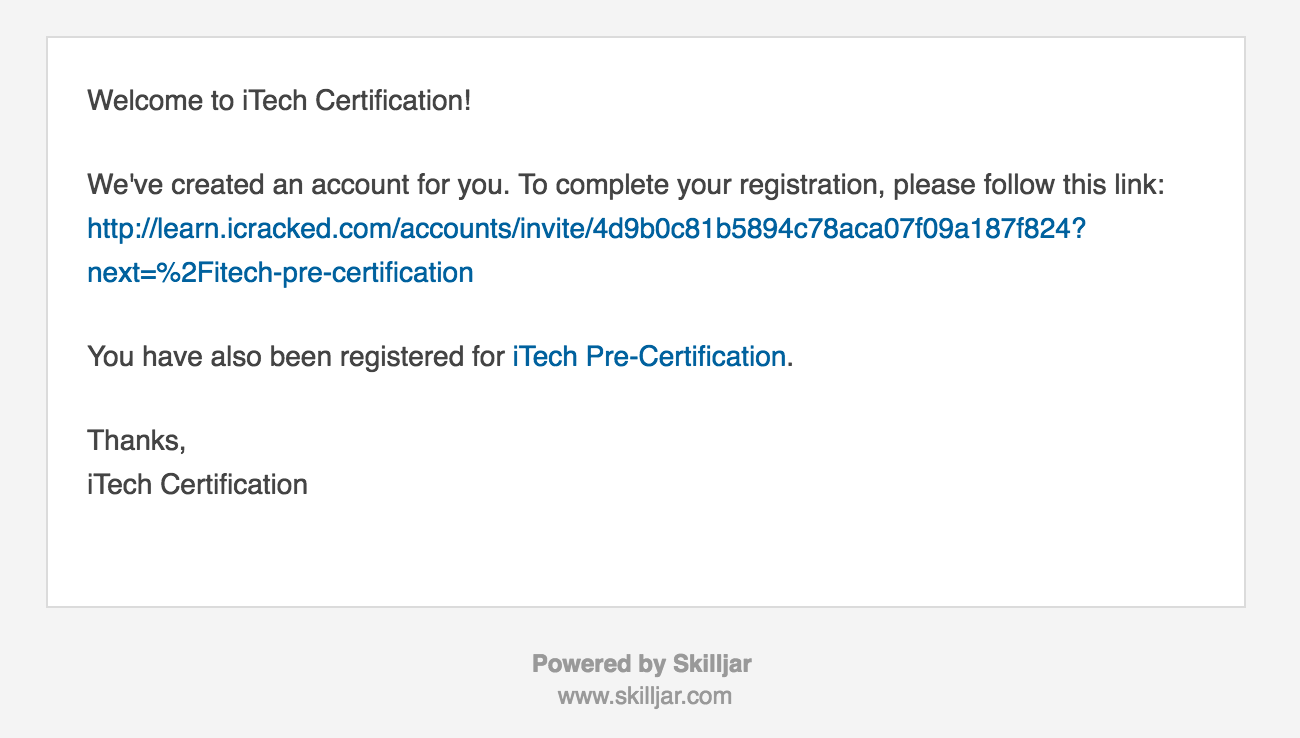 Welcome to iTech Certification!
We've created an account for you. To complete your registration, please follow this link:
http://learn.icracked.com/accounts/invite/4d9b0c81b5894c78aca07f09a187f824?
next=%2Fitech-pre-certification
You have also been registered for iTech Pre-Certification.
Thanks,
iTech Certification
Powered by Skilljar
www.skilljar.com